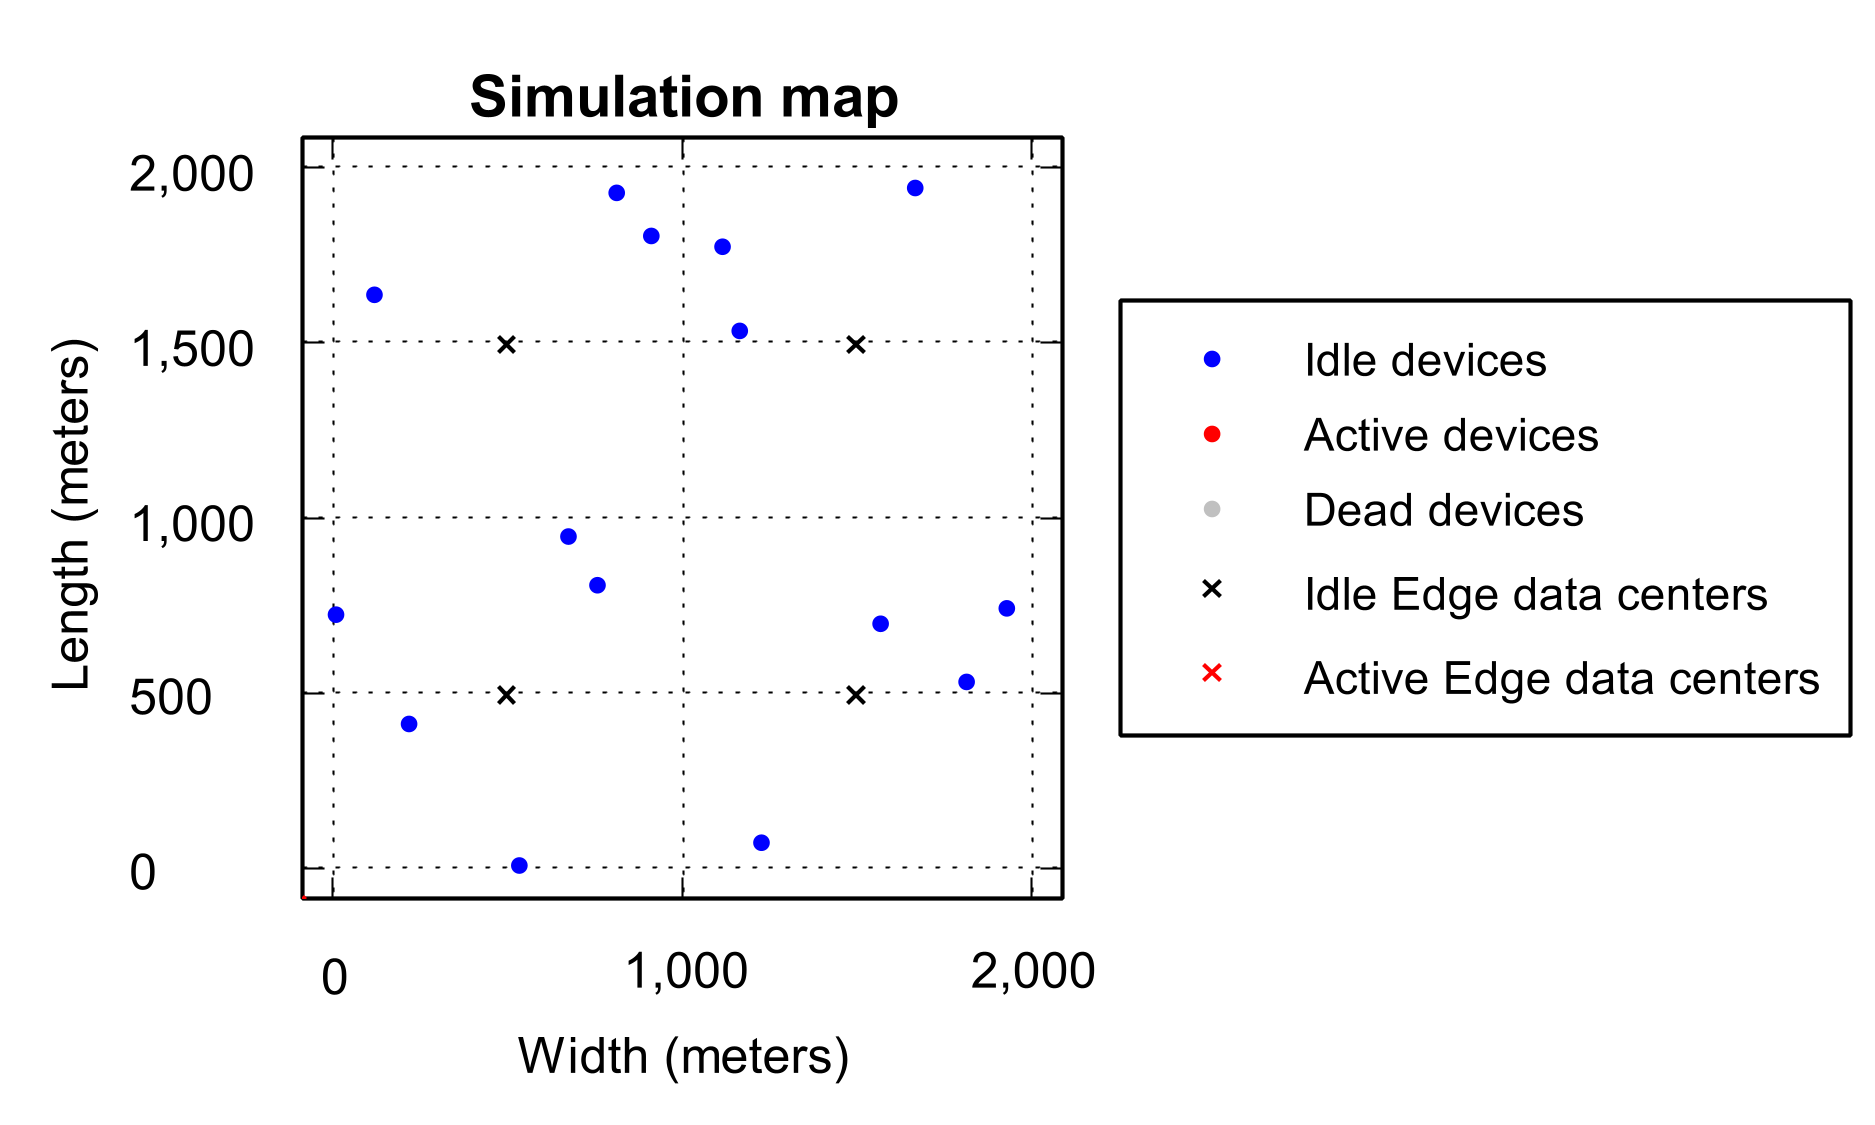 Simulation map
2,000
1,500
1,000
500
0
Length (meters)
0
1,000
2,000
Width (meters)
Idle devices
Active devices
Dead devices
Idle Edge data centers
Active Edge data centers